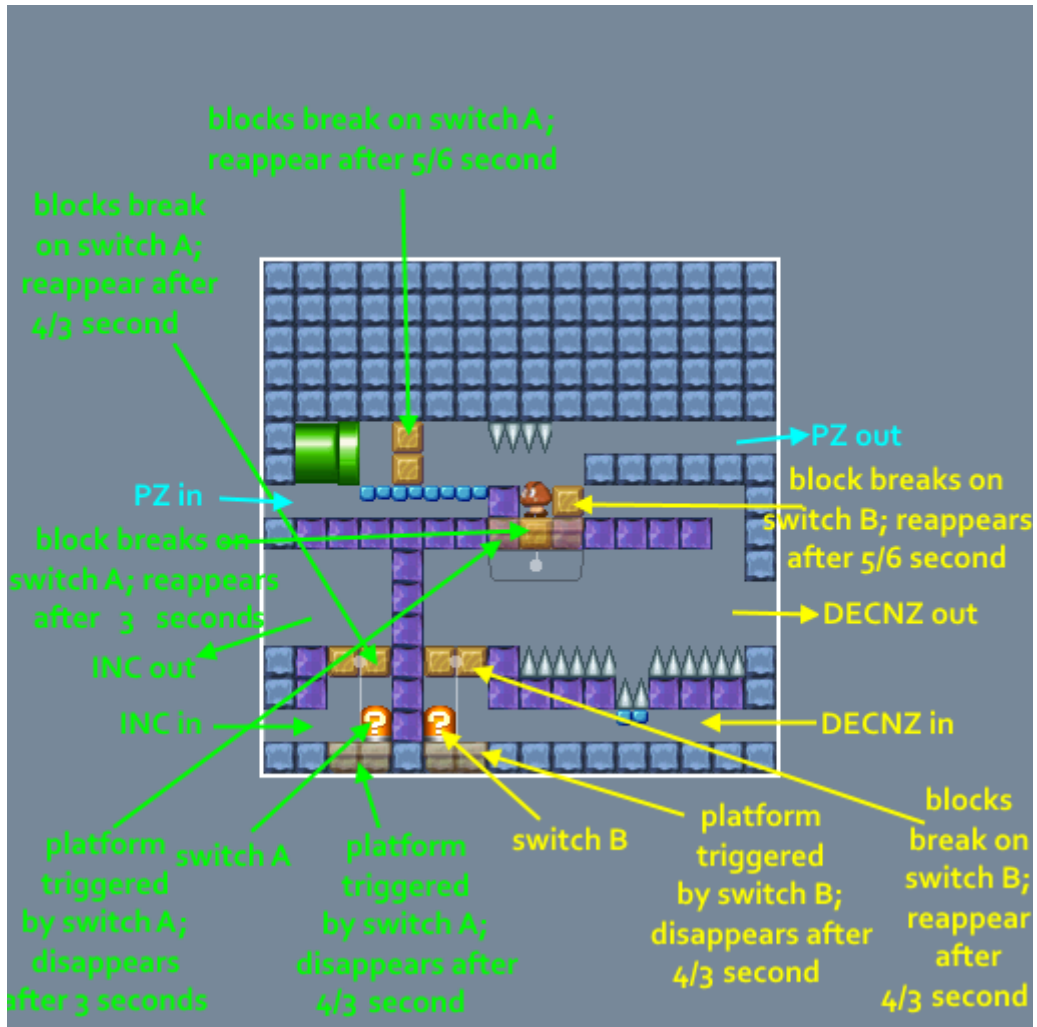 blocks break on switch A;
reappear after 5/6 second
blocks break
on switch A;
reappear after
4/3 second
PZ out
PZ in
block breaks on
switch B; reappears
after 5/6 second
block breaks on
switch A; reappears
after 3 seconds
DECNZ out
INC out
INC in
DECNZ in
?
?
switch A
switch B
platform
triggered
by switch A;
disappears
after 3 seconds
platform
triggered
by switch A;
disappears after
4/3 second
platform
triggered
by switch B;
disappears after
4/3 second
blocks
break on
switch B;
reappear
after
4/3 second